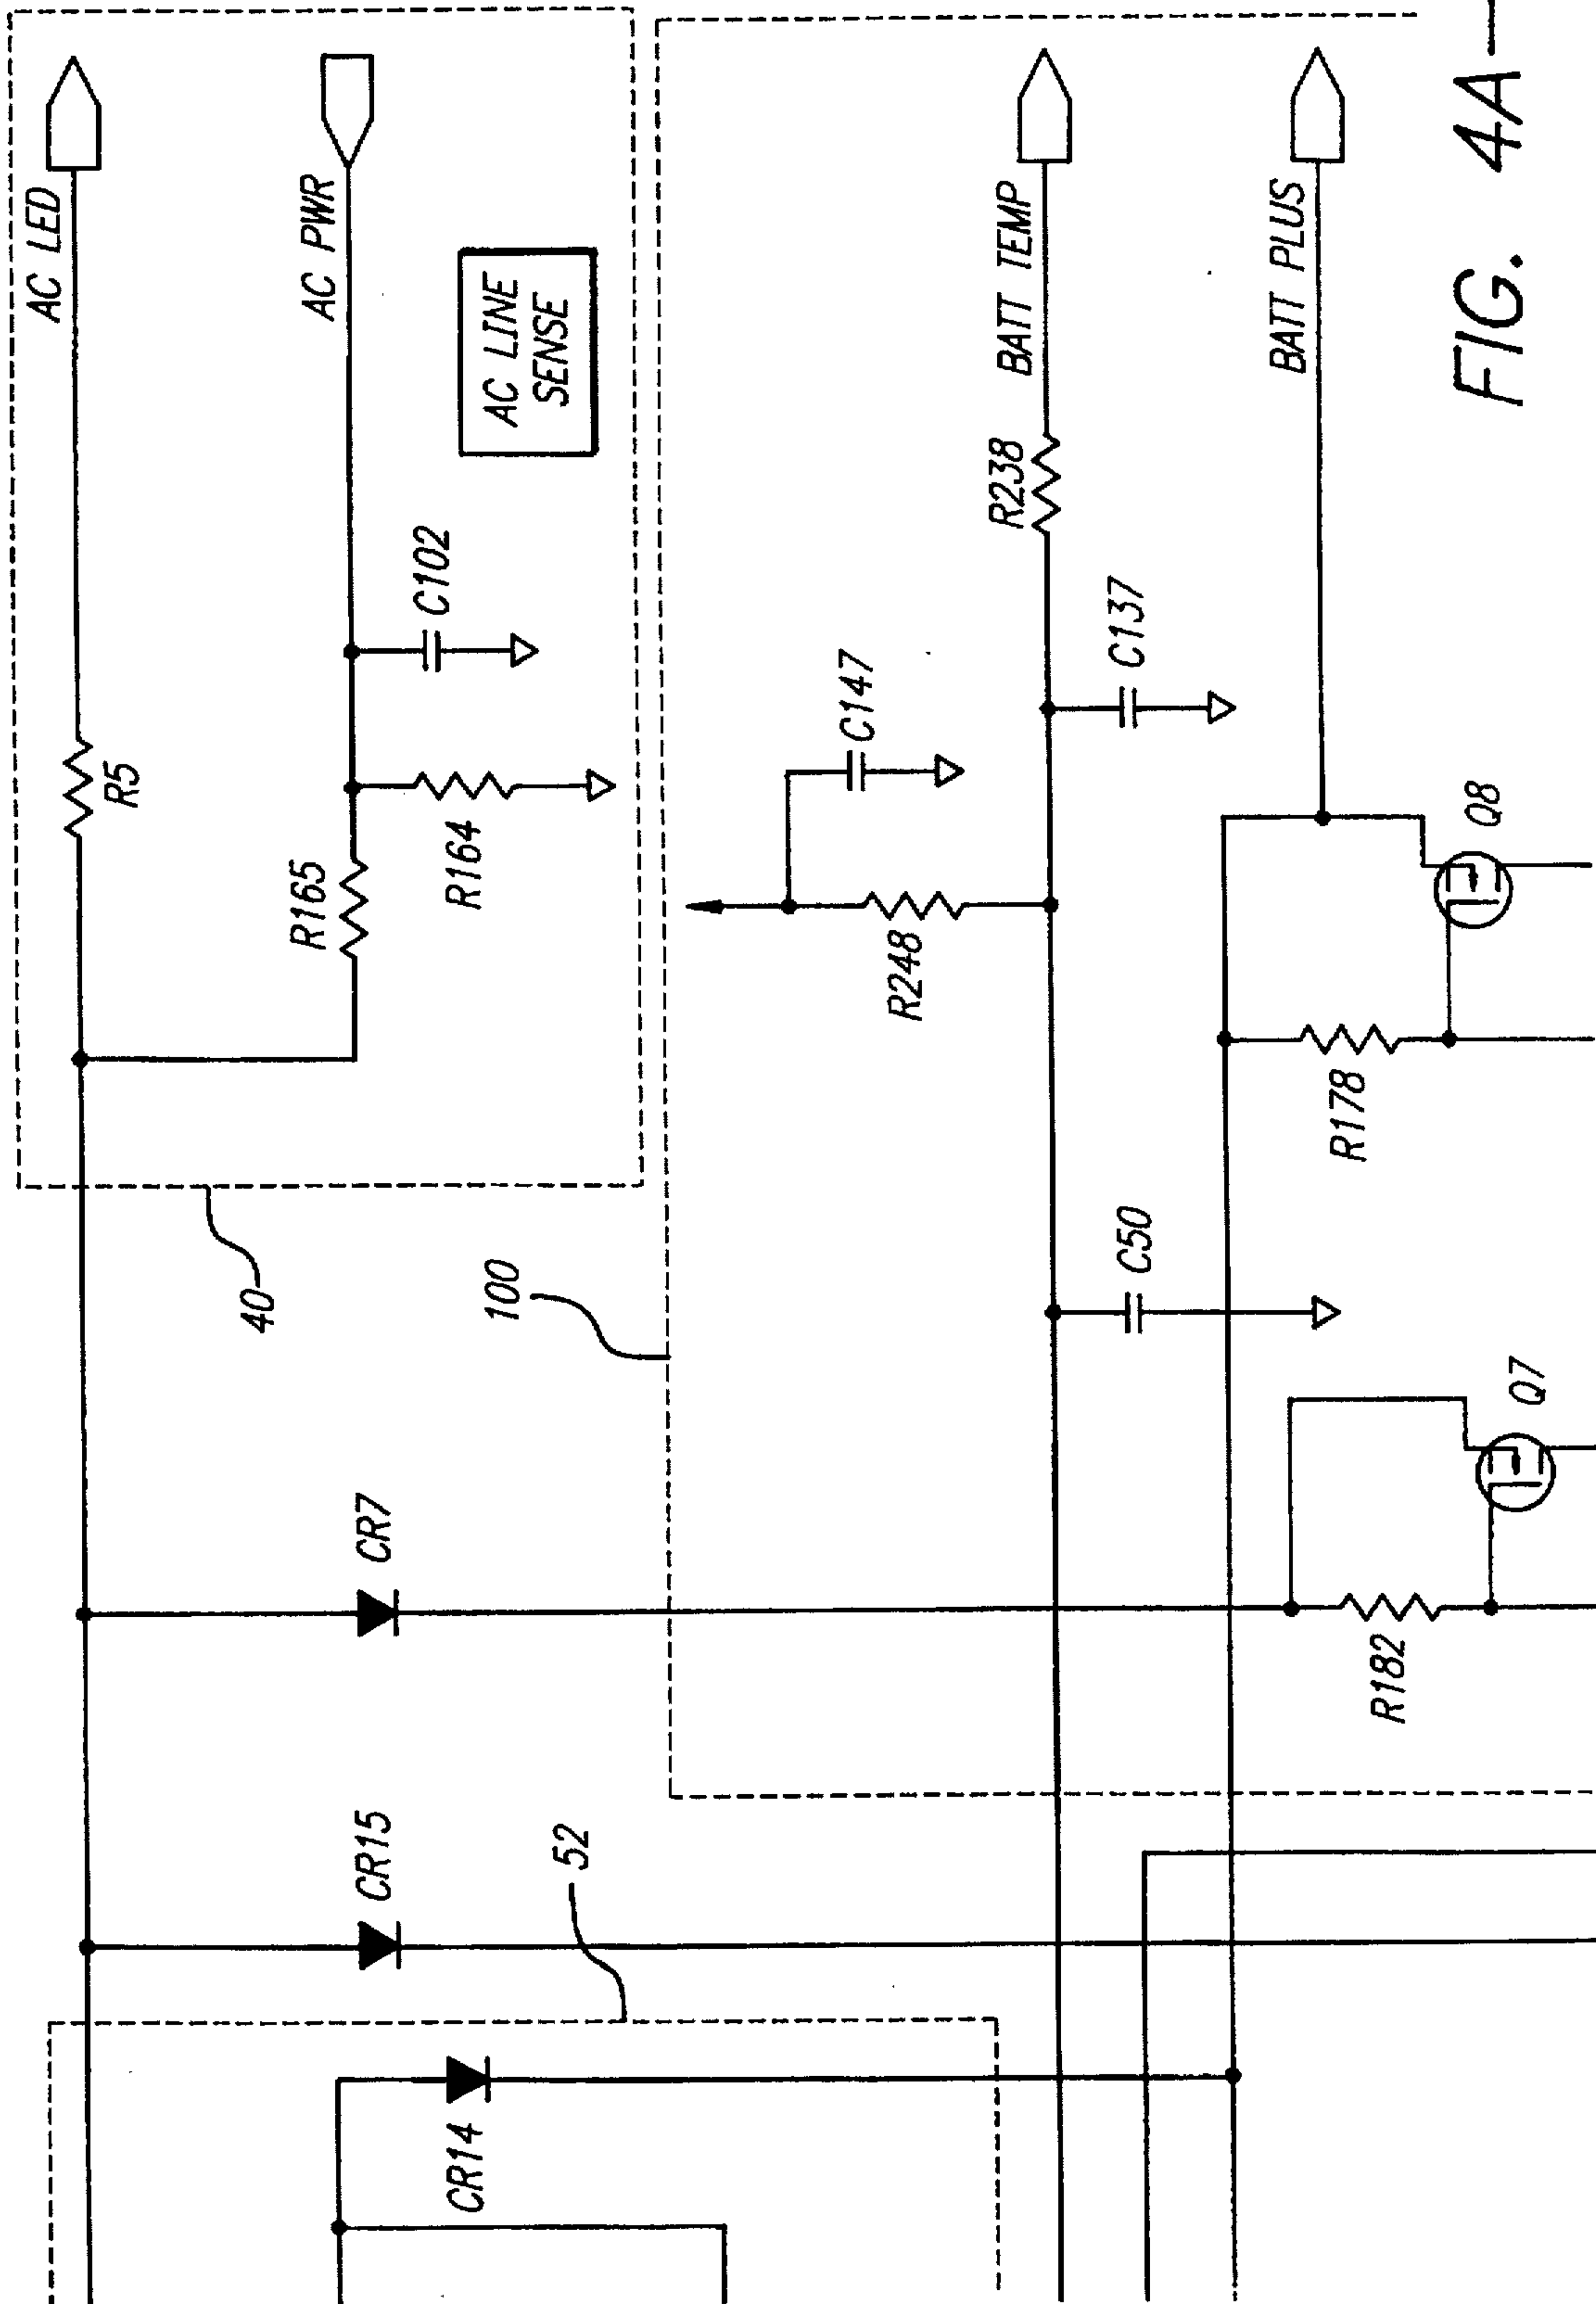 AC LED
AC PWR
R5
R165
R164
C102
AC LINE
SENSE
40
100
CR7
CR15
52
CR14
C147
R248
R238
BATT TEMP
C137
C50
BATT PLUS
R178
Q8
R182
Q7
FIG. 4A-